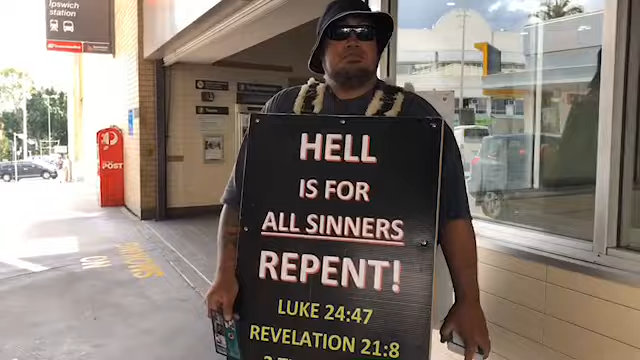 Ipswich
station
POST
HELL
IS FOR
ALL SINNERS
REPENT!
LUKE 24:47
REVELATION 21:8